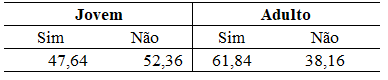 Jovem Adulto
Sim Não Sim Não
47,64 52,36 61,84 38,16